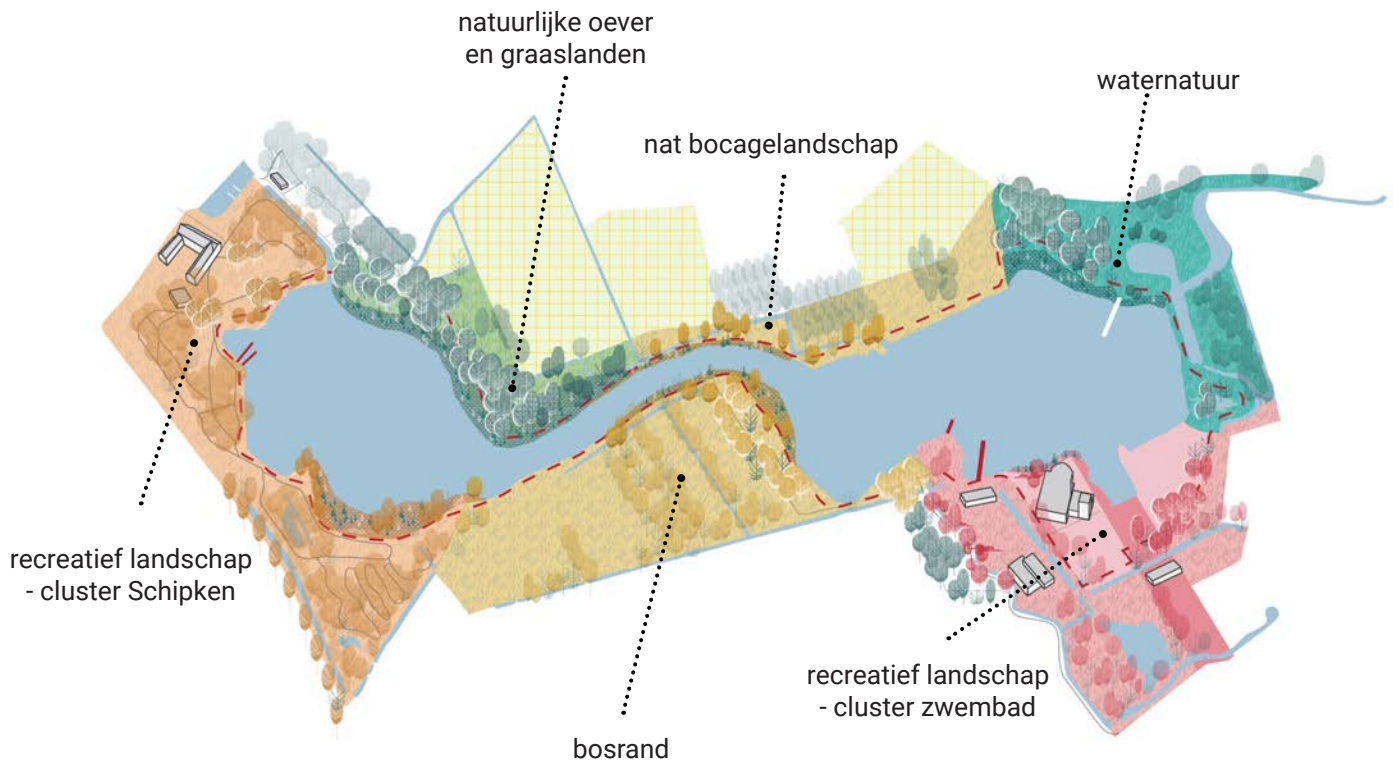 natuurlijke oever
en graaslanden
waternatuur
nat bocagelandschap
recreatief landschap
- cluster Schipken
recreatief landschap
- cluster zwembad
bosrand